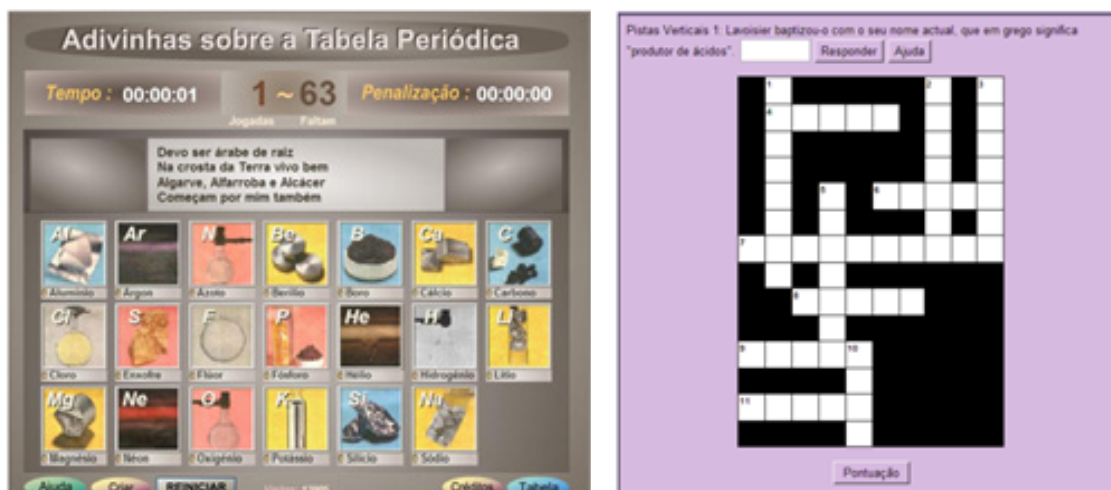 Adivinhas sobre a Tabela Periódica
Tempo : 00:00:01
1 ~ 63
Jogadas Faltam
Penalização : 00:00:00
Devo ser árabe de raiz
Na crosta da Terra vivo bem
Algarve, Alfarroba e Alcácer
Começam por mim também
Al Ar N Be B Ca C
Alumínio Árgon Azoto Berílio Boro Cálcio Carbono
Cl S F P He H Li
Cloro Enxofre Flúor Fósforo Hélio Hidrogénio Lítio
Mg Ne O K Si Na
Magnésio Néon Oxigénio Potássio Silício Sódio
Ajuda Criar REINICIAR Créditos Tabela
Pistas Verticais 1: Lavoisier baptizou-o com o seu nome actual, que em grego significa
"produtor de ácidos". Responder Ajuda
1 2 3
4
5 6
7
8
9 10
11
Pontuação